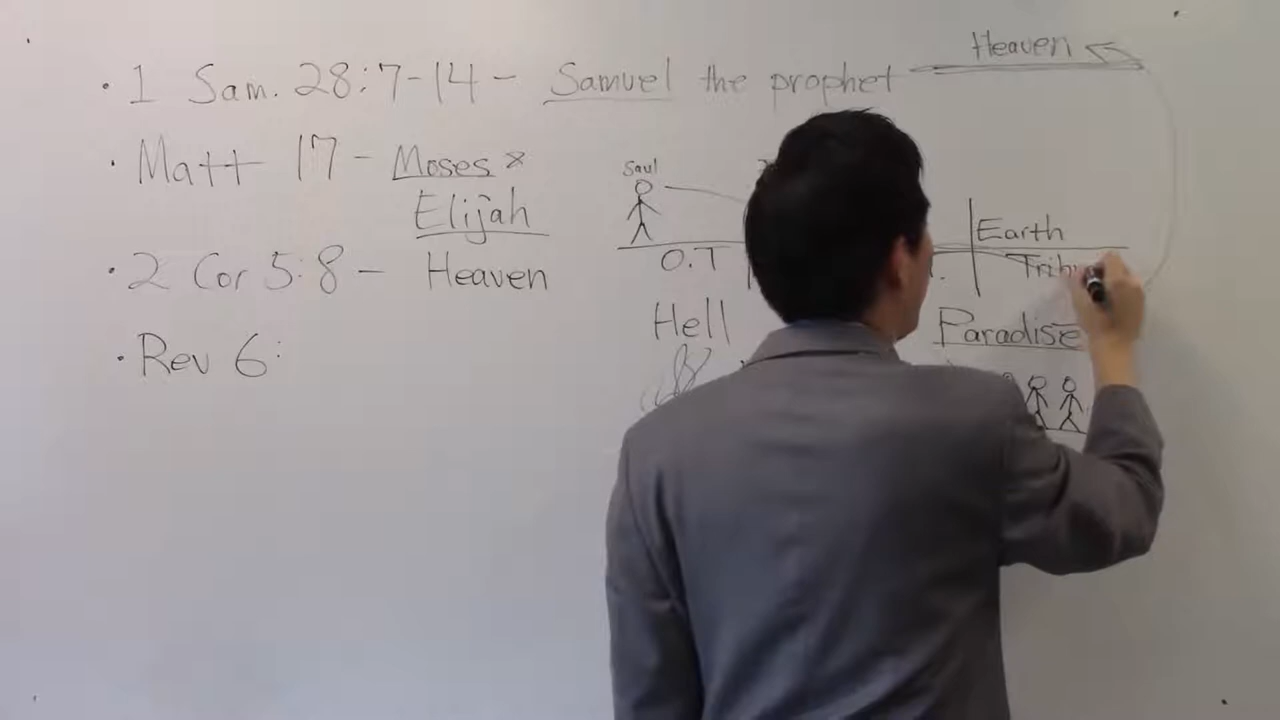 Heaven
• 1 Sam. 28:7-14 - Samuel the prophet
• Matt 17 - Moses *
Elijah
Saul
Earth
O.T
• 2 Cor 5:8 - Heaven
Hell
Paradise
• Rev 6: